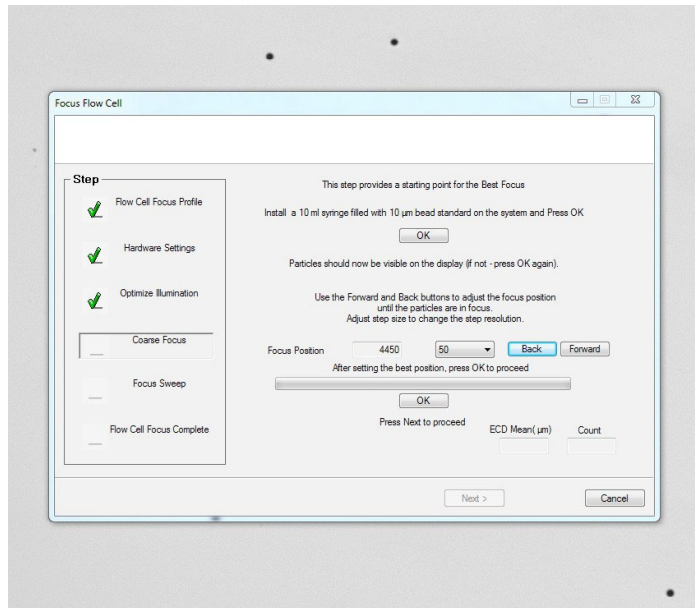 Focus Flow Cell
Step
Flow Cell Focus Profile
Hardware Settings
Optimize Illumination
Coarse Focus
Focus Sweep
Flow Cell Focus Complete
This step provides a starting point for the Best Focus
Install a 10 ml syringe filled with 10 µm bead standard on the system and Press OK
OK
Particles should now be visible on the display (if not - press OK again).
Use the Forward and Back buttons to adjust the focus position
until the particles are in focus.
Adjust step size to change the step resolution.
Focus Position 4450 50 Back Forward
After setting the best position, press OK to proceed
OK
Press Next to proceed
ECD Mean( µm) Count
Next > Cancel